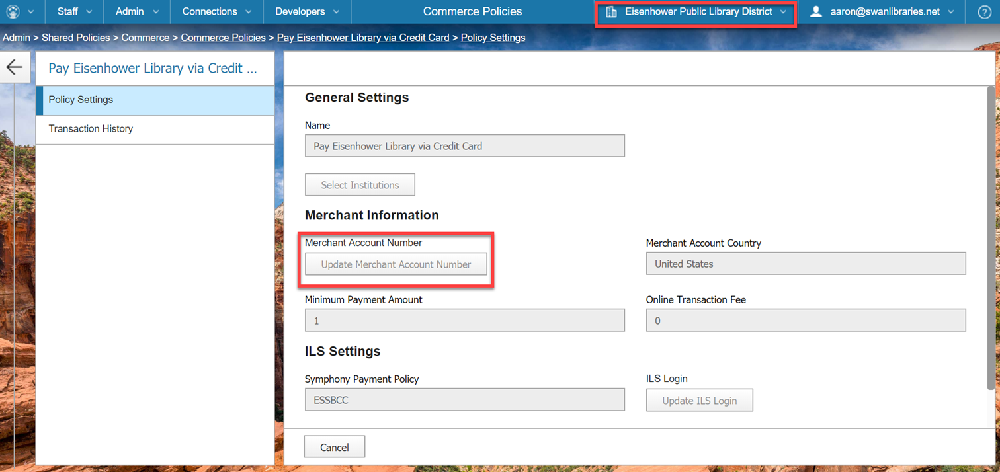 Staff
Admin
Connections
Developers
Commerce Policies
Eisenhower Public Library District
aaron@swanlibraries.net
?
Admin > Shared Policies > Commerce > Commerce Policies > Pay Eisenhower Library via Credit Card > Policy Settings
Pay Eisenhower Library via Credit ...
Policy Settings
Transaction History
General Settings
Name
Pay Eisenhower Library via Credit Card
Select Institutions
Merchant Information
Merchant Account Number
Update Merchant Account Number
Merchant Account Country
United States
Minimum Payment Amount
1
Online Transaction Fee
0
ILS Settings
Symphony Payment Policy
ESSBCC
ILS Login
Update ILS Login
Cancel